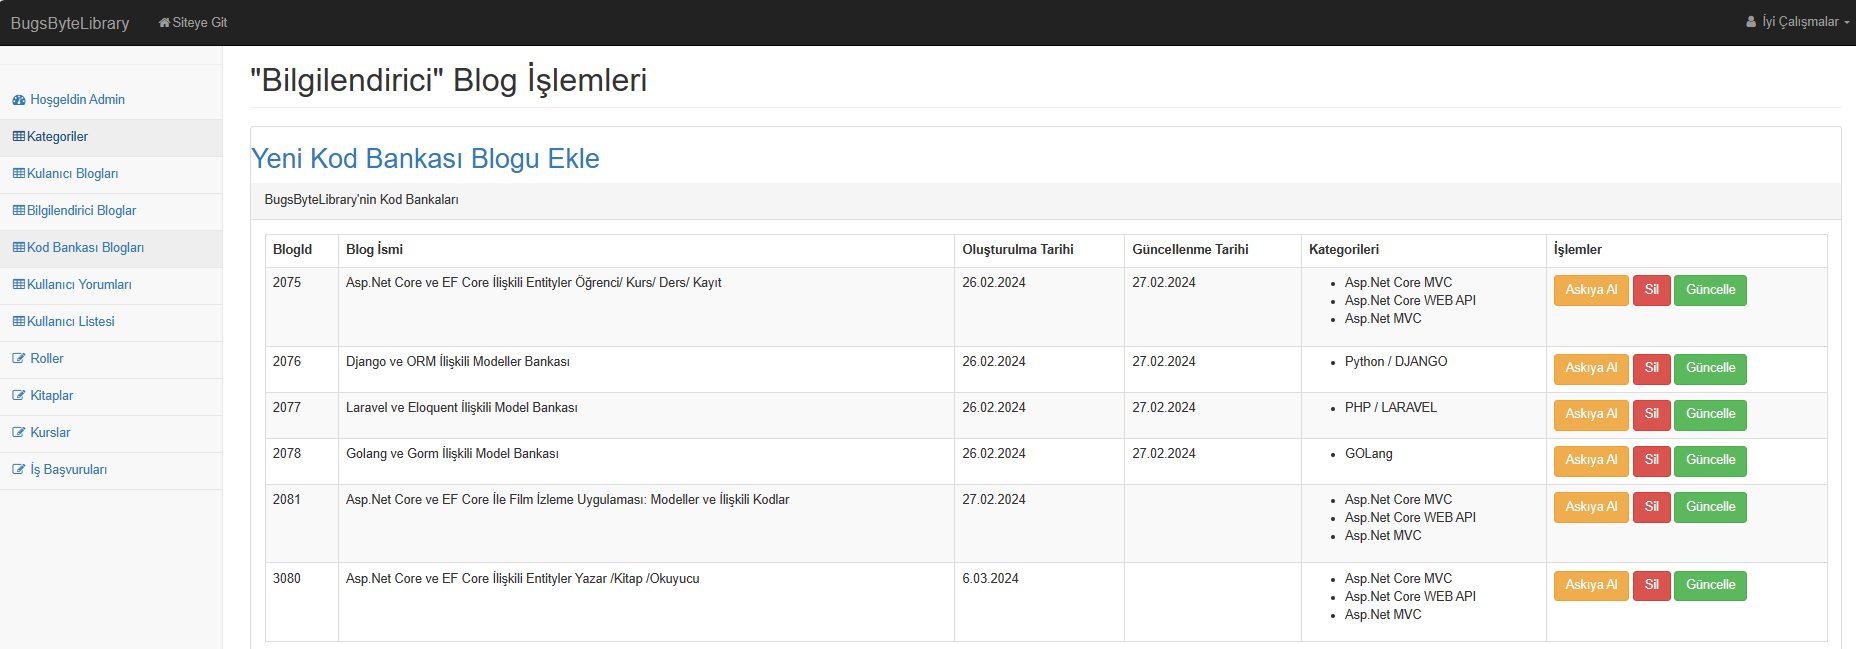 BugsByteLibrary Siteye Git İyi Çalışmalar
Hoşgeldin Admin
Kategoriler
Kulanıcı Blogları
Bilgilendirici Bloglar
Kod Bankası Blogları
Kullanıcı Yorumları
Kullanıcı Listesi
Roller
Kitaplar
Kurslar
İş Başvuruları
"Bilgilendirici" Blog İşlemleri
Yeni Kod Bankası Blogu Ekle
BugsByteLibrary'nin Kod Bankaları
BlogId Blog İsmi Oluşturulma Tarihi Güncellenme Tarihi Kategorileri İşlemler
2075 Asp.Net Core ve EF Core İlişkili Entityler Öğrenci/ Kurs/ Ders/ Kayıt 26.02.2024 27.02.2024 Asp.Net Core MVC Askıya Al Sil Güncelle
Asp.Net Core WEB API
Asp.Net MVC
2076 Django ve ORM İlişkili Modeller Bankası 26.02.2024 27.02.2024 Python / DJANGO Askıya Al Sil Güncelle
2077 Laravel ve Eloquent İlişkili Model Bankası 26.02.2024 27.02.2024 PHP / LARAVEL Askıya Al Sil Güncelle
2078 Golang ve Gorm İlişkili Model Bankası 26.02.2024 27.02.2024 GOLang Askıya Al Sil Güncelle
2081 Asp.Net Core ve EF Core İle Film İzleme Uygulaması: Modeller ve İlişkili Kodlar 27.02.2024 Asp.Net Core MVC Askıya Al Sil Güncelle
Asp.Net Core WEB API
Asp.Net MVC
3080 Asp.Net Core ve EF Core İlişkili Entityler Yazar /Kitap /Okuyucu 6.03.2024 Asp.Net Core MVC Askıya Al Sil Güncelle
Asp.Net Core WEB API
Asp.Net MVC